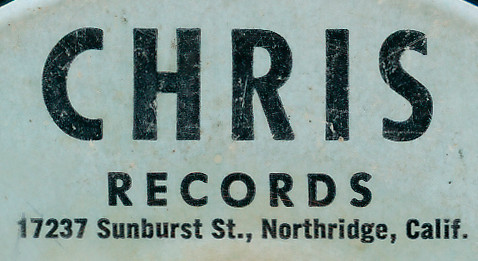 CHRIS
RECORDS
17237 Sunburst St., Northridge, Calif.